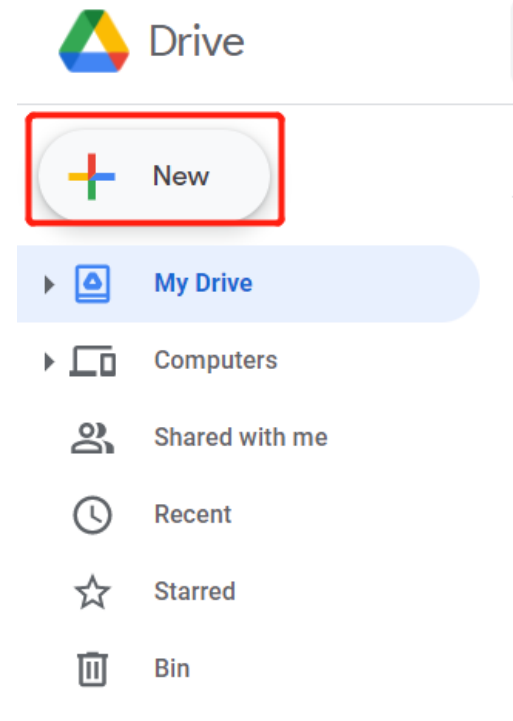 Drive
New
My Drive
Computers
Shared with me
Recent
Starred
Bin